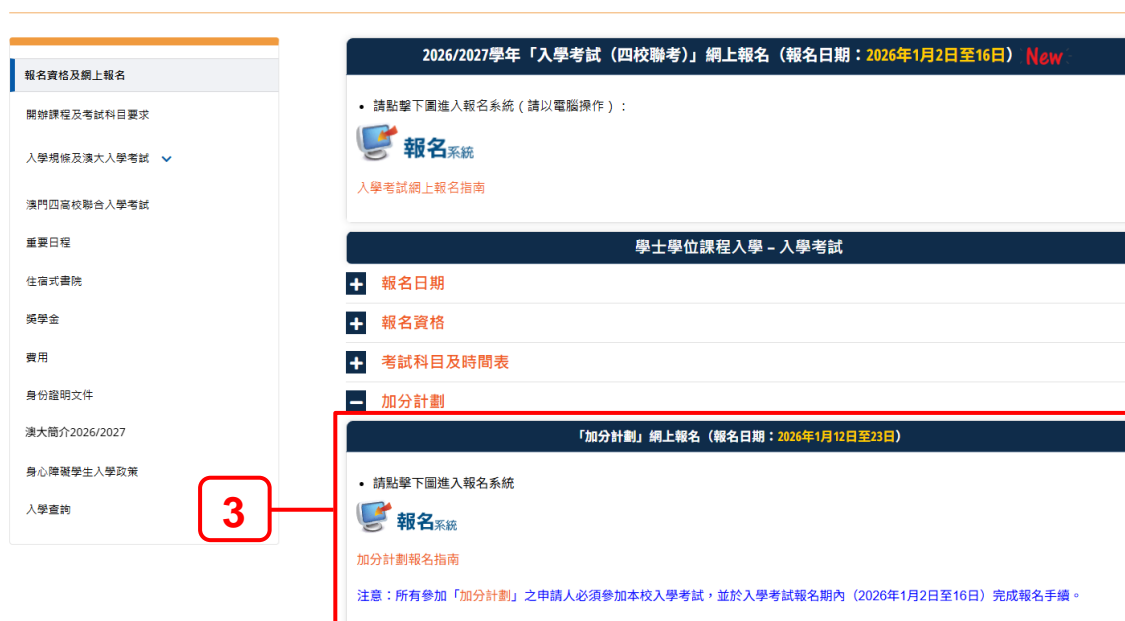 報名資格及網上報名
開辦課程及考試科目要求
入學規條及澳大入學考試
澳門四高校聯合入學考試
重要日程
住宿式書院
獎學金
費用
身份證明文件
澳大簡介2026/2027
身心障礙學生入學政策
入學查詢
3
2026/2027學年「入學考試（四校聯考）」網上報名（報名日期：2026年1月2日至16日） New
• 請點擊下圖進入報名系統（請以電腦操作）：
報名系統
入學考試網上報名指南
學士學位課程入學 – 入學考試
報名日期
報名資格
考試科目及時間表
加分計劃
「加分計劃」網上報名（報名日期：2026年1月12日至23日）
• 請點擊下圖進入報名系統
報名系統
加分計劃報名指南
注意：所有參加「加分計劃」之申請人必須參加本校入學考試，並於入學考試報名期內（2026年1月2日至16日）完成報名手續。